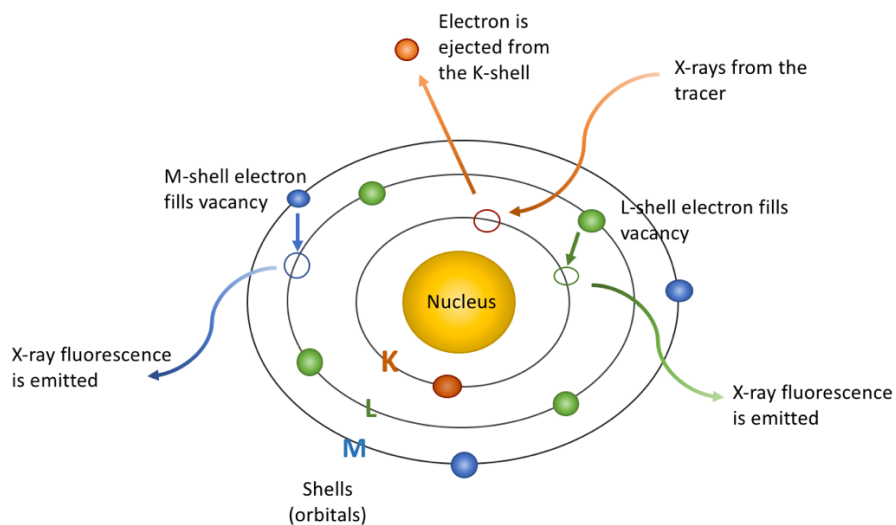 Electron is
ejected from
the K-shell
X-rays from the
tracer
M-shell electron
fills vacancy
L-shell electron fills
vacancy
Nucleus
X-ray fluorescence
is emitted
K
X-ray fluorescence
is emitted
L
M
Shells
(orbitals)